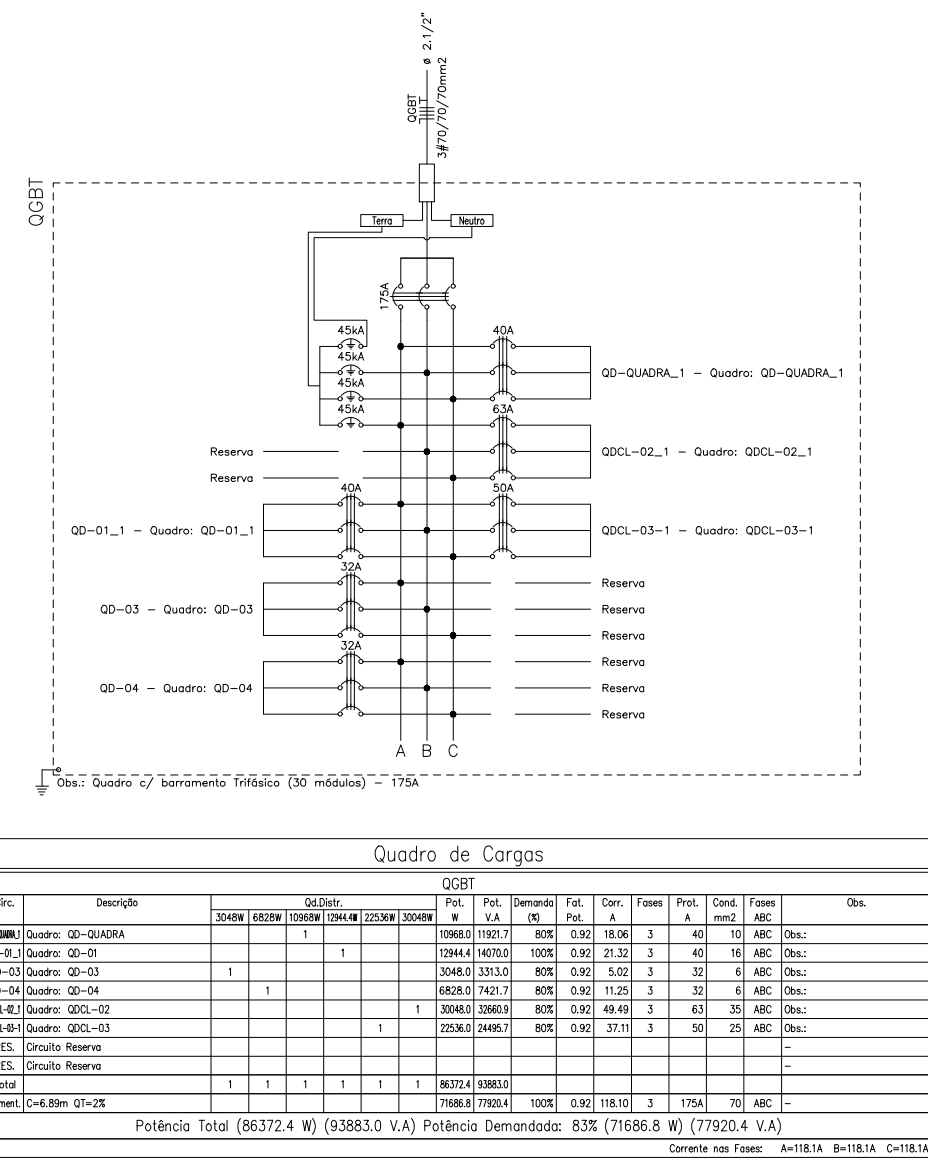 ø 2.1/2"
QGBT
3#70/70/70mm2
QGBT
Terra
Neutro
175A
45kA
40A
45kA
QD-QUADRA_1 - Quadro: QD-QUADRA_1
45kA
45kA
63A
Reserva
QDCL-02_1 - Quadro: QDCL-02_1
Reserva
40A
50A
QD-01_1 - Quadro: QD-01_1
QDCL-03-1 - Quadro: QDCL-03-1
32A
Reserva
QD-03 - Quadro: QD-03
Reserva
Reserva
32A
Reserva
QD-04 - Quadro: QD-04
Reserva
Reserva
A B C
Obs.: Quadro c/ barramento Trifásico (30 módulos) - 175A
Quadro de Cargas
QGBT
Circ. Descrição Qd.Distr. Pot. Pot. Demanda Fat. Corr. Fases Prot. Cond. Fases Obs.
3048W 6828W 10968W 12944.4W 22536W 30048W W V.A (%) Pot. A A mm2 ABC
QUADRA_1 Quadro: QD-QUADRA 1 10968.0 11921.7 80% 0.92 18.06 3 40 10 ABC Obs.:
-01_1 Quadro: QD-01 1 12944.4 14070.0 100% 0.92 21.32 3 40 16 ABC Obs.:
-03 Quadro: QD-03 1 3048.0 3313.0 80% 0.92 5.02 3 32 6 ABC Obs.:
-04 Quadro: QD-04 1 6828.0 7421.7 80% 0.92 11.25 3 32 6 ABC Obs.:
L-02_1 Quadro: QDCL-02 1 30048.0 32660.9 80% 0.92 49.49 3 63 35 ABC Obs.:
L-03-1 Quadro: QDCL-03 1 22536.0 24495.7 80% 0.92 37.11 3 50 25 ABC Obs.:
ES. Circuito Reserva -
ES. Circuito Reserva -
otal 1 1 1 1 1 1 86372.4 93883.0
ment. C=6.89m QT=2% 71686.8 77920.4 100% 0.92 118.10 3 175A 70 ABC -
Potência Total (86372.4 W) (93883.0 V.A) Potência Demandada: 83% (71686.8 W) (77920.4 V.A)
Corrente nas Fases: A=118.1A B=118.1A C=118.1A